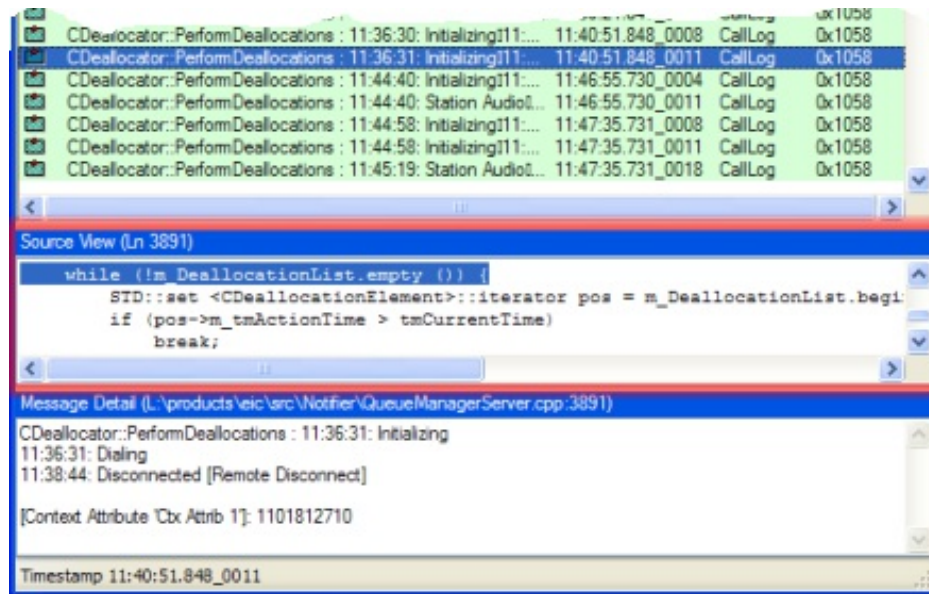 0x1058
CDeallocator::PerformDeallocations : 11:36:30: Initializing11:... 11:40:51.848_0008 CallLog 0x1058
CDeallocator::PerformDeallocations : 11:36:31: Initializing11:... 11:40:51.848_0011 CallLog 0x1058
CDeallocator::PerformDeallocations : 11:44:40: Initializing11:... 11:46:55.730_0004 CallLog 0x1058
CDeallocator::PerformDeallocations : 11:44:40: Station Audio... 11:46:55.730_0011 CallLog 0x1058
CDeallocator::PerformDeallocations : 11:44:58: Initializing11:... 11:47:35.731_0008 CallLog 0x1058
CDeallocator::PerformDeallocations : 11:44:58: Initializing11:... 11:47:35.731_0011 CallLog 0x1058
CDeallocator::PerformDeallocations : 11:45:19: Station Audio... 11:47:35.731_0018 CallLog 0x1058
Source View (Ln 3891)
while (!m_DeallocationList.empty ()) {
STD::set <CDeallocationElement>::iterator pos = m_DeallocationList.begi
if (pos->m_tmActionTime > tmCurrentTime)
break;
Message Detail (L:\products\eic\src\Notifier\QueueManagerServer.cpp:3891)
CDeallocator::PerformDeallocations : 11:36:31: Initializing
11:36:31: Dialing
11:38:44: Disconnected [Remote Disconnect]
[Context Attribute 'Ctx Attrib 1']: 1101812710
Timestamp 11:40:51.848_0011